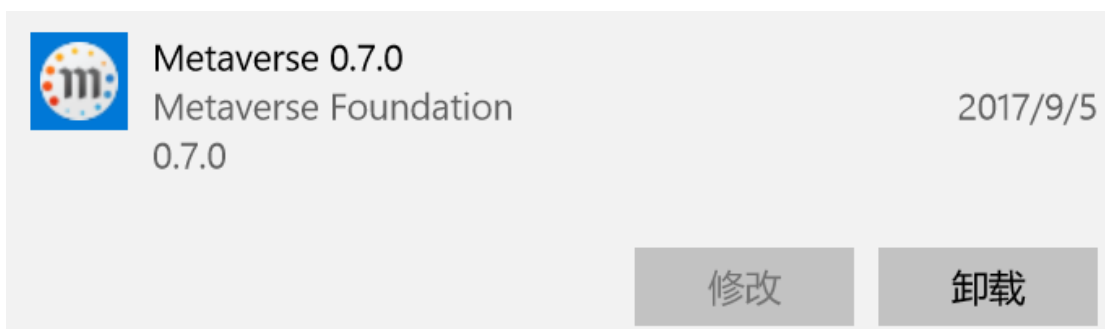 m
Metaverse 0.7.0
Metaverse Foundation
2017/9/5
0.7.0
修改
卸载